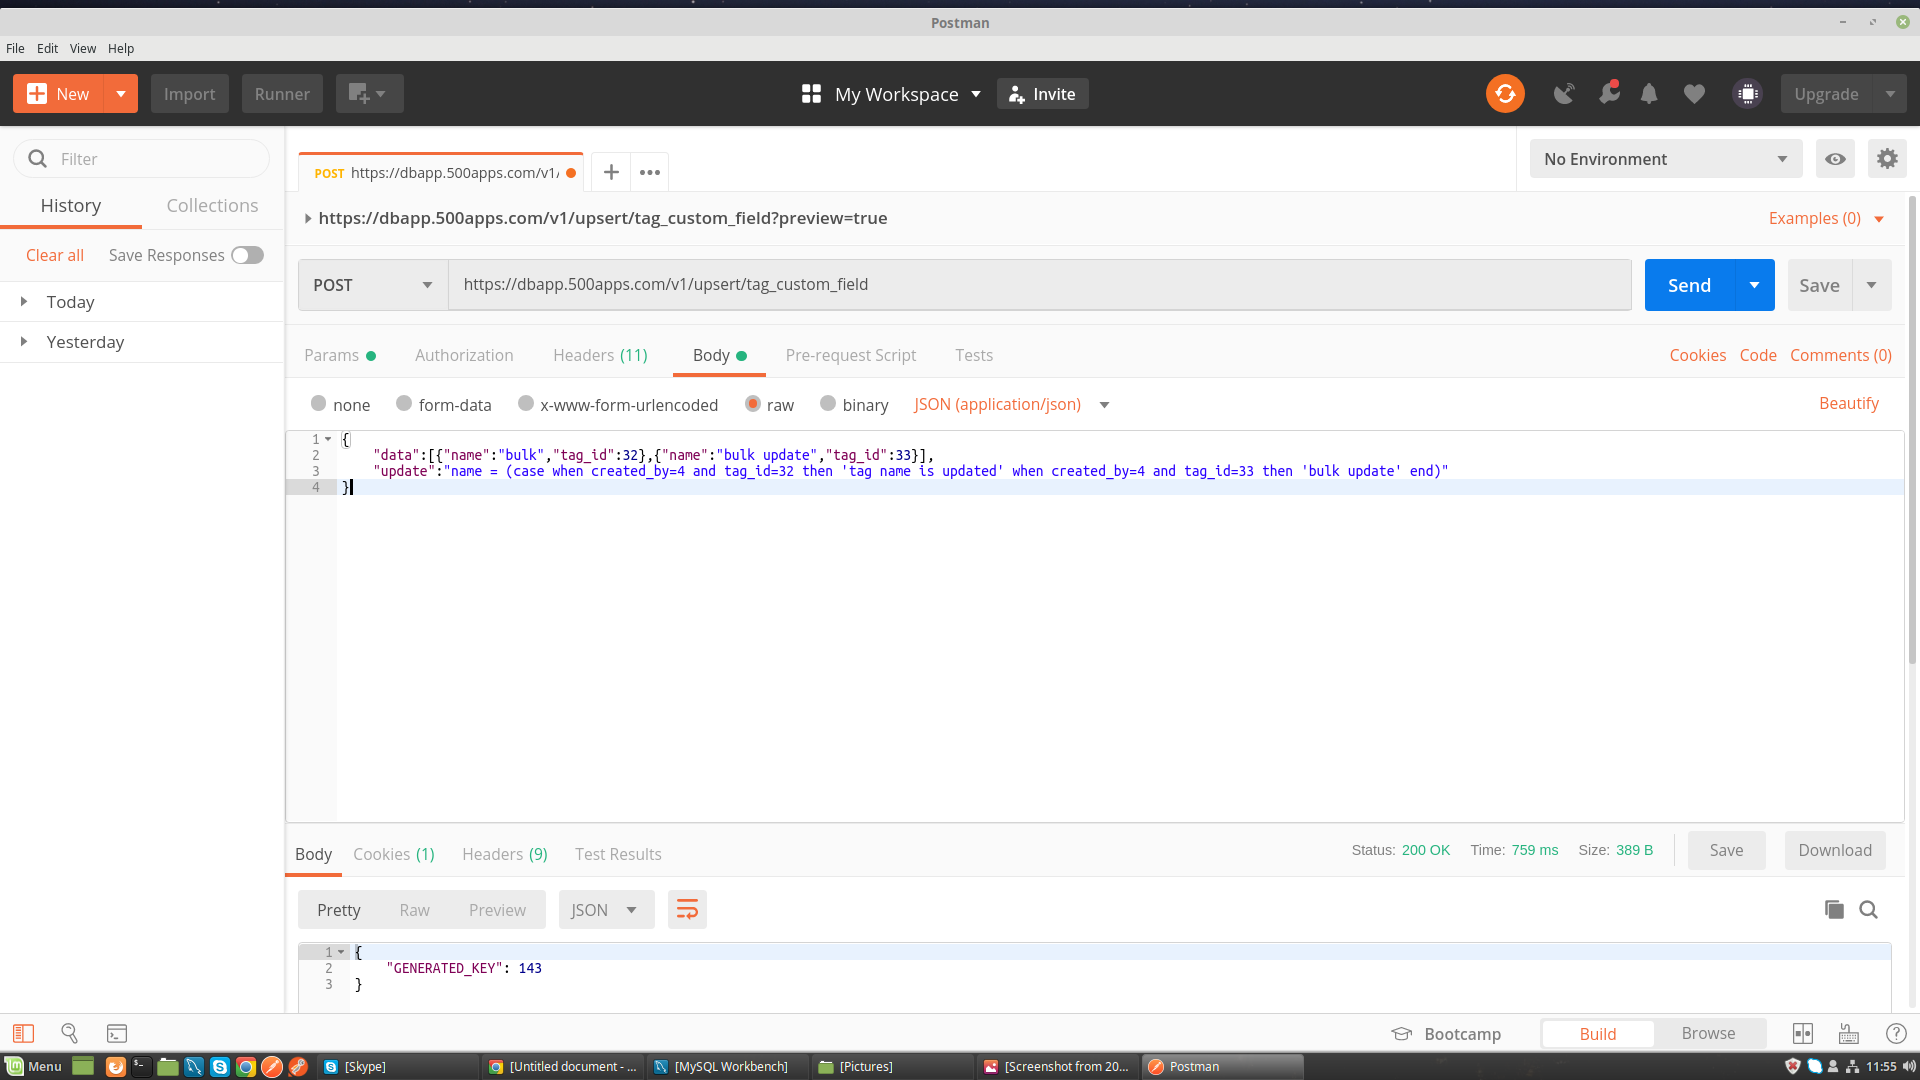 Postman
File Edit View Help
New Import Runner My Workspace Invite Upgrade
Filter
History Collections
Clear all Save Responses
Today
Yesterday
POST https://dbapp.500apps.com/v1/ + ••• No Environment
https://dbapp.500apps.com/v1/upsert/tag_custom_field?preview=true Examples (0)
POST https://dbapp.500apps.com/v1/upsert/tag_custom_field Send Save
Params Authorization Headers (11) Body Pre-request Script Tests Cookies Code Comments (0)
none form-data x-www-form-urlencoded raw binary JSON (application/json) Beautify
1 {
2 "data":[{"name":"bulk","tag_id":32},{"name":"bulk update","tag_id":33}],
3 "update":"name = (case when created_by=4 and tag_id=32 then 'tag name is updated' when created_by=4 and tag_id=33 then 'bulk update' end)"
4 }
Body Cookies (1) Headers (9) Test Results Status: 200 OK Time: 759 ms Size: 389 B Save Download
Pretty Raw Preview JSON
1 {
2 "GENERATED_KEY": 143
3 }
Bootcamp Build Browse
Menu [Skype] [Untitled document - ... [MySQL Workbench] [Pictures] [Screenshot from 20... Postman 11:55